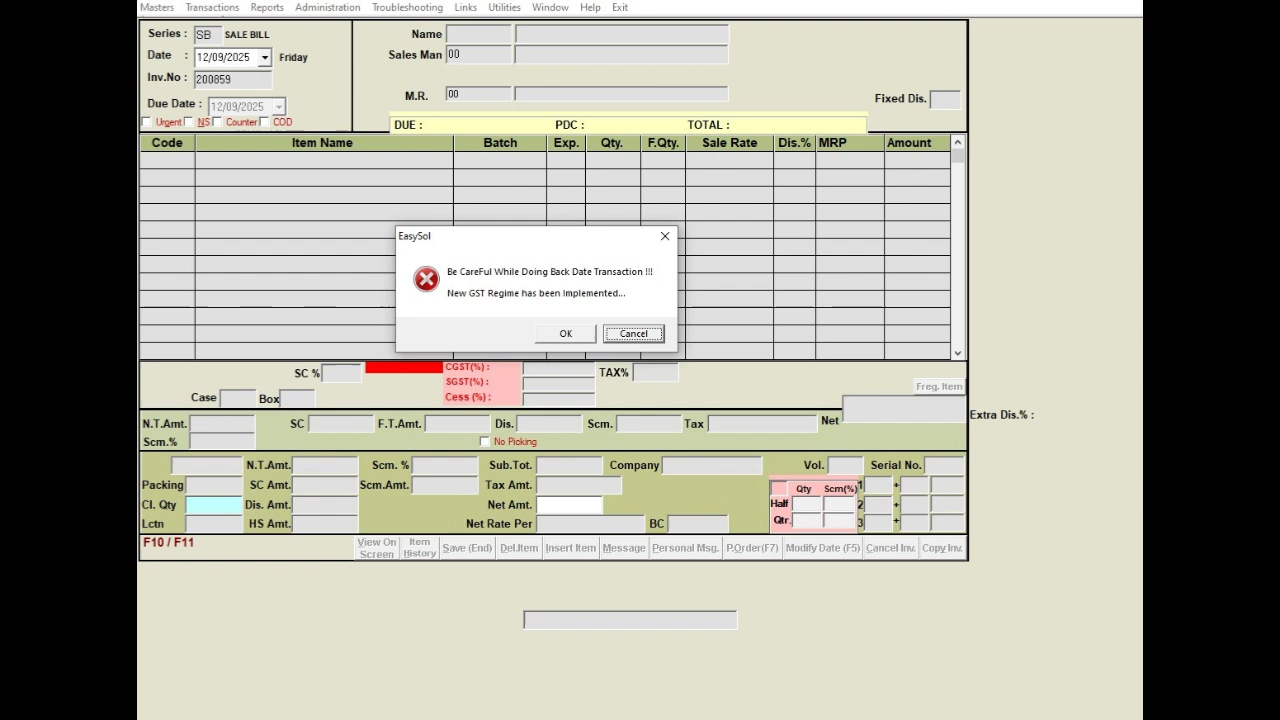 Masters Transactions Reports Administration Troubleshooting Links Utilities Window Help Exit
Series : SB SALE BILL
Name
Date : 12/09/2025 Friday
Sales Man 00
Inv.No : 200859
M.R. 00
Fixed Dis.
Due Date : 12/09/2025
Urgent NS Counter COD
DUE : PDC : TOTAL :
Code Item Name Batch Exp. Qty. F.Qty. Sale Rate Dis.% MRP Amount
EasySol
Be CareFul While Doing Back Date Transaction !!!
New GST Regime has been Implemented...
OK Cancel
SC % CGST(%) : TAX%
SGST(%) :
Freq. Item
Case Box Cess (%) :
Extra Dis.% :
N.T.Amt. SC F.T.Amt. Dis. Scm. Tax Net
Scm.% No Picking
N.T.Amt. Scm. % Sub.Tot. Company Vol. Serial No.
Packing SC Amt. Scm.Amt. Tax Amt. Qty Scm(%) 1 +
Cl. Qty Dis. Amt. Net Amt. Half 2 +
Lctn HS Amt. Net Rate Per BC Qtr. 3 +
F10 / F11
View On Screen Item History Save (End) Del.Item Insert Item Message Personal Msg. P.Order(F7) Modify Date (F5) Cancel Inv. Copy Inv.